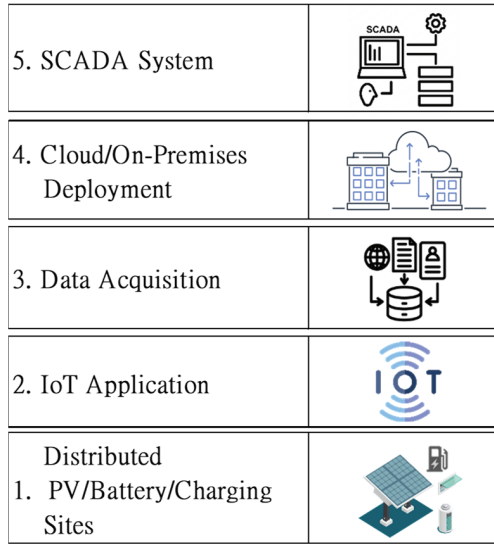 5. SCADA System
SCADA
4. Cloud/On-Premises
Deployment
3. Data Acquisition
2. IoT Application
IOT
Distributed
1. PV/Battery/Charging
Sites